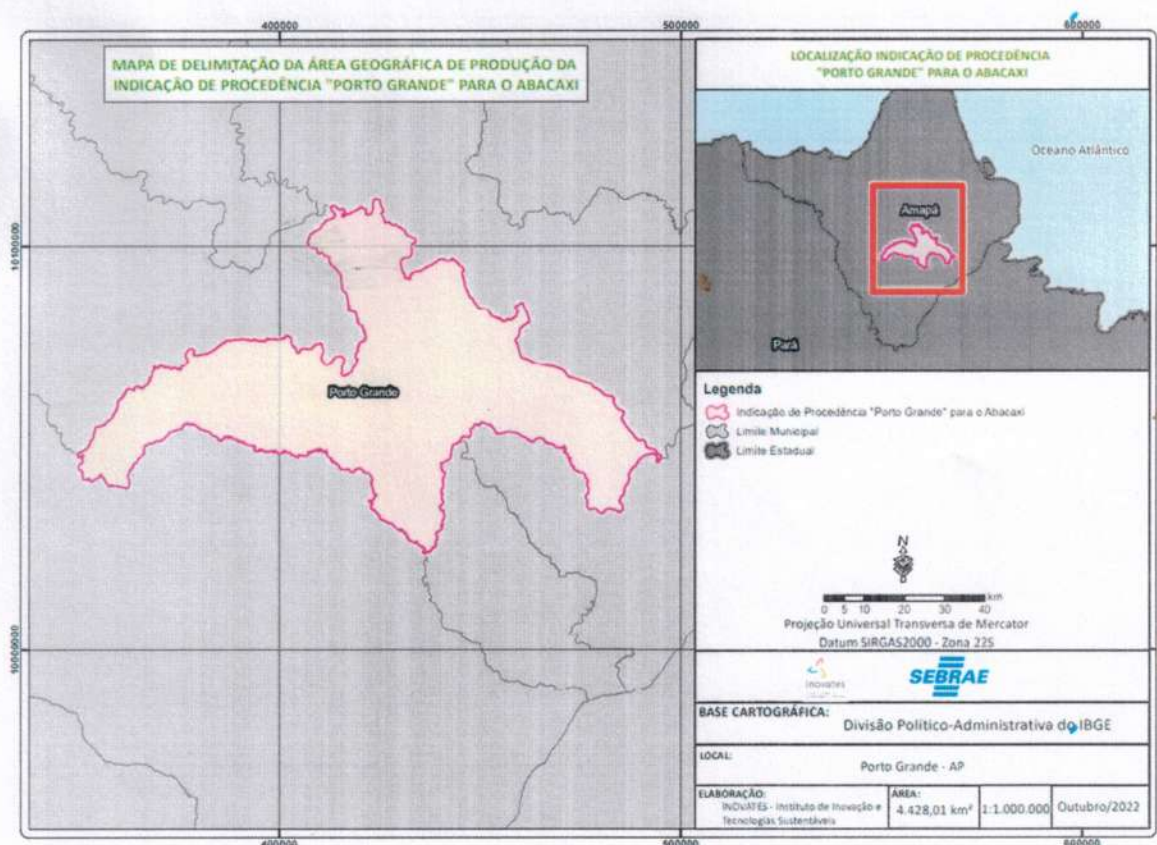 400000
500000
600000
MAPA DE DELIMITAÇÃO DA ÁREA GEOGRÁFICA DE PRODUÇÃO DA
INDICAÇÃO DE PROCEDÊNCIA "PORTO GRANDE" PARA O ABACAXI
10100000
10000000
Porto Grande
LOCALIZAÇÃO INDICAÇÃO DE PROCEDÊNCIA
"PORTO GRANDE" PARA O ABACAXI
Oceano Atlântico
Amapá
Pará
Legenda
Indicação de Procedência "Porto Grande" para o Abacaxi
Limite Municipal
Limite Estadual
N
km
0 5 10 20 30 40
Projeção Universal Transversa de Mercator
Datum SIRGAS2000 - Zona 22S
Inovates
SEBRAE
BASE CARTOGRÁFICA:
Divisão Político-Administrativa do IBGE
LOCAL:
Porto Grande - AP
ELABORAÇÃO:
INOVATES - Instituto de Inovação e
Tecnologias Sustentáveis
ÁREA:
4.428,01 km²
1:1.000.000
Outubro/2022
400000
500000
600000